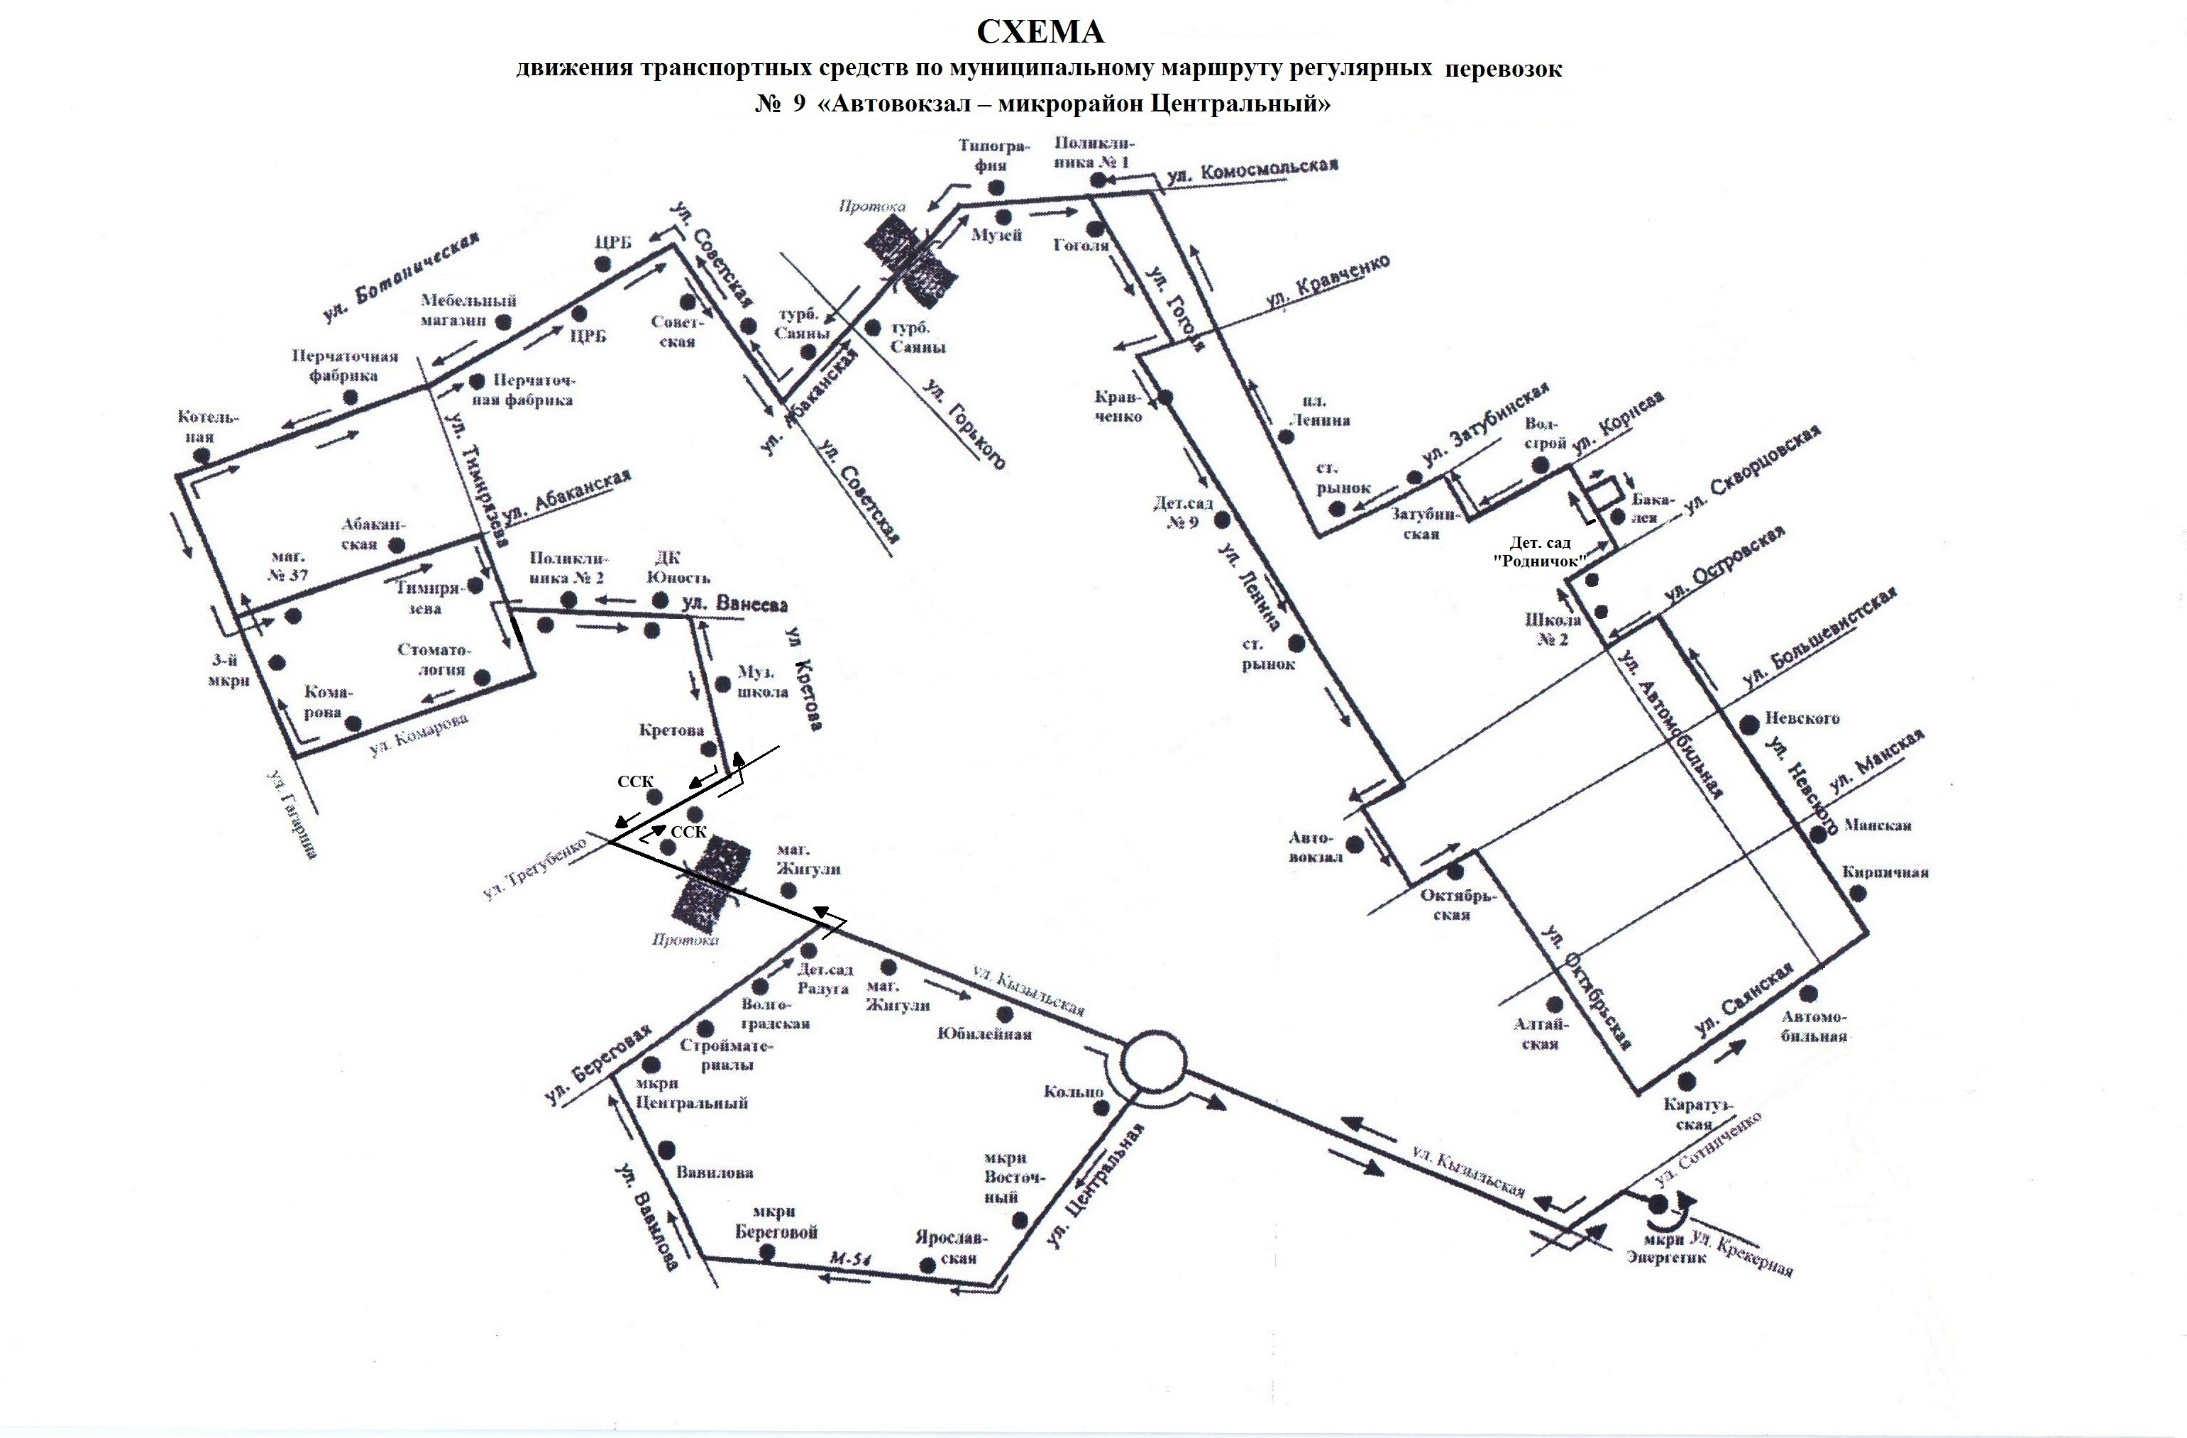 СХЕМА
движения транспортных средств по муниципальному маршруту регулярных перевозок
№ 9 «Автовокзал – микрорайон Центральный»
Типогра-
фия
Поликли-
ника № 1
ул. Комосмольская
Протока
Музей
Гоголя
ул. Советская
ЦРБ
ул. Ботаническая
Мебельный
магазин
ЦРБ
Совет-
ская
турб.
Саяны
турб.
Саяны
ул. Гоголя
ул. Кравченко
Перчаточная
фабрика
Перчаточ-
ная фабрика
ул. Абаканская
ул. Горького
Крав-
ченко
пл.
Ленина
Котель-
ная
ул. Тимирязева
ул. Советская
ул. Затубинская
Вод-
строй
ул. Корнева
ст.
рынок
Затубин-
ская
Бака-
лея
ул. Скворцовская
Дет.сад
№ 9
Абакан-
ская
ул. Абаканская
маг.
№ 37
Тимиря-
зева
Поликли-
ника № 2
ДК
Юность
ул. Ванеева
ул. Ленина
Дет. сад
"Родничок"
Школа
№ 2
ул. Островская
ул. Большевистская
3-й
мкрн
Стомато-
логия
Кома-
рова
ул. Комарова
Муз.
школа
ул Кретова
ст.
рынок
ул. Автомобильная
Невского
ул. Невского
ул. Манская
Кретова
ССК
ССК
ул. Гагарина
ул. Трегубенко
маг.
Жигули
Авто-
вокзал
Октябрь-
ская
Манская
Кирпичная
Протока
Дет.сад
Радуга
маг.
Жигули
ул. Кызыльская
Волго-
градская
Юбилейная
ул. Октябрьская
Алтай-
ская
ул. Саянская
Автомо-
бильная
Строймате-
риалы
ул. Береговая
мкрн
Центральный
Кольцо
Каратуз-
ская
ул. Сотниченко
Вавилова
ул. Вавилова
мкрн
Восточ-
ный
ул. Центральная
ул. Кызыльская
мкрн
Береговой
М-54
Ярослав-
ская
мкрн
Энергетик
ул. Крекерная